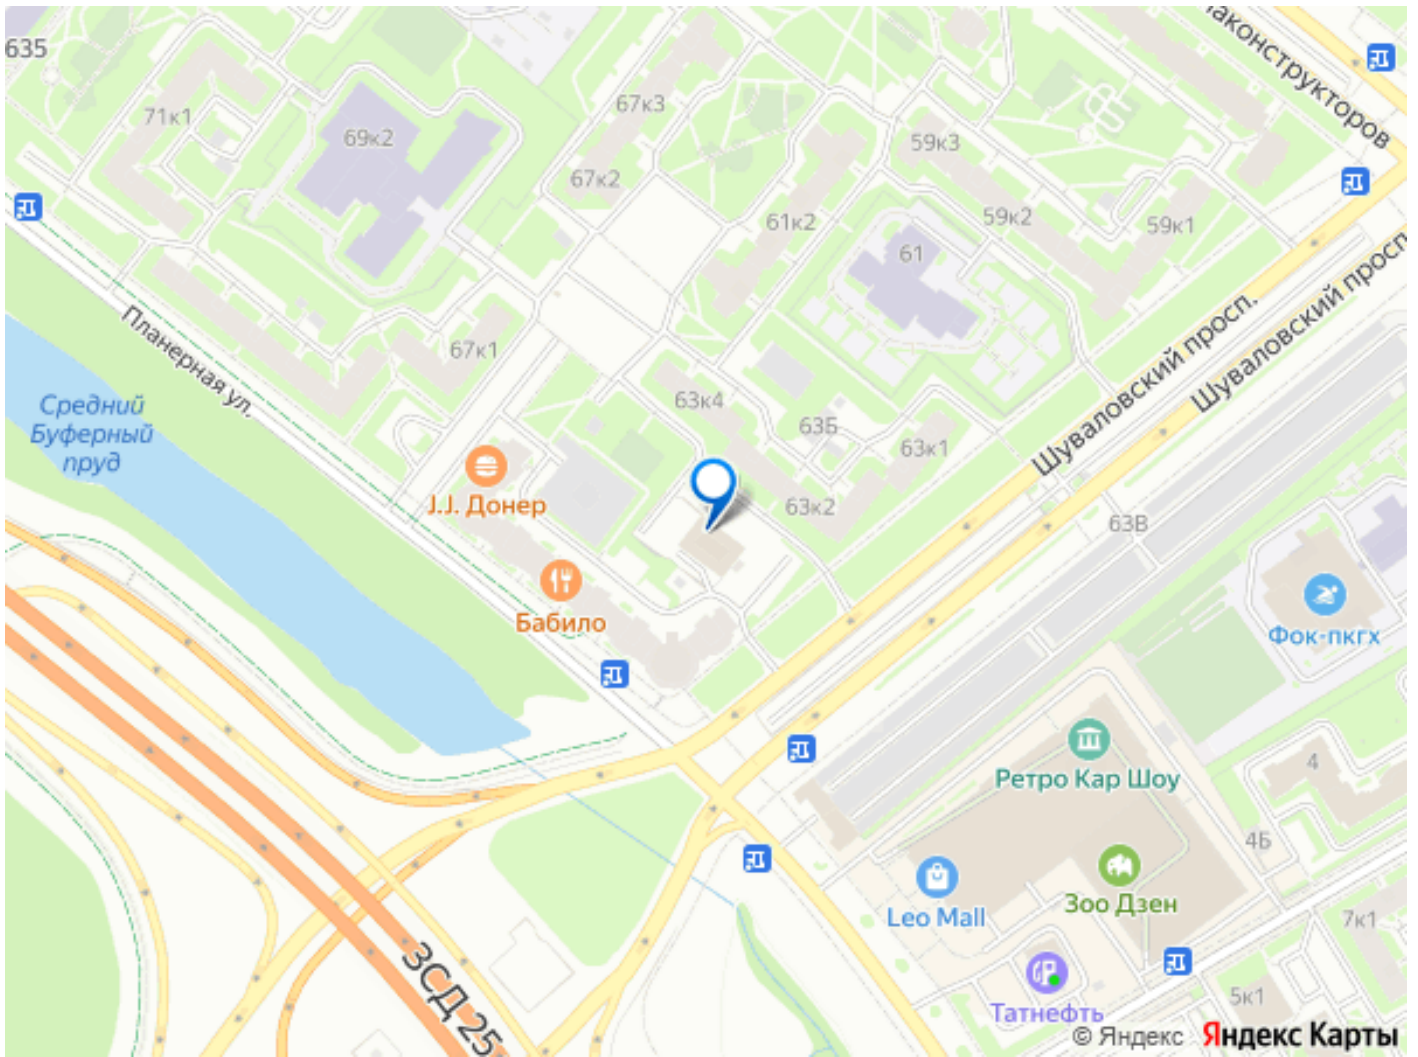 635
71к1
69к2
67к3
67к2
61к2
59к3
59к2
59к1
61
аконструкторов
Шуваловский просп.
Шуваловский просп
Планерная ул.
67к1
63к4
63Б
63к1
63к2
63В
Средний
Буферный
пруд
J.J. Донер
Бабило
Фок-пкгх
Ретро Кар Шоу
4
4Б
Зоо Дзен
Leo Mall
7к1
5к1
Татнефть
ЗСД 25
© Яндекс Яндекс Карты